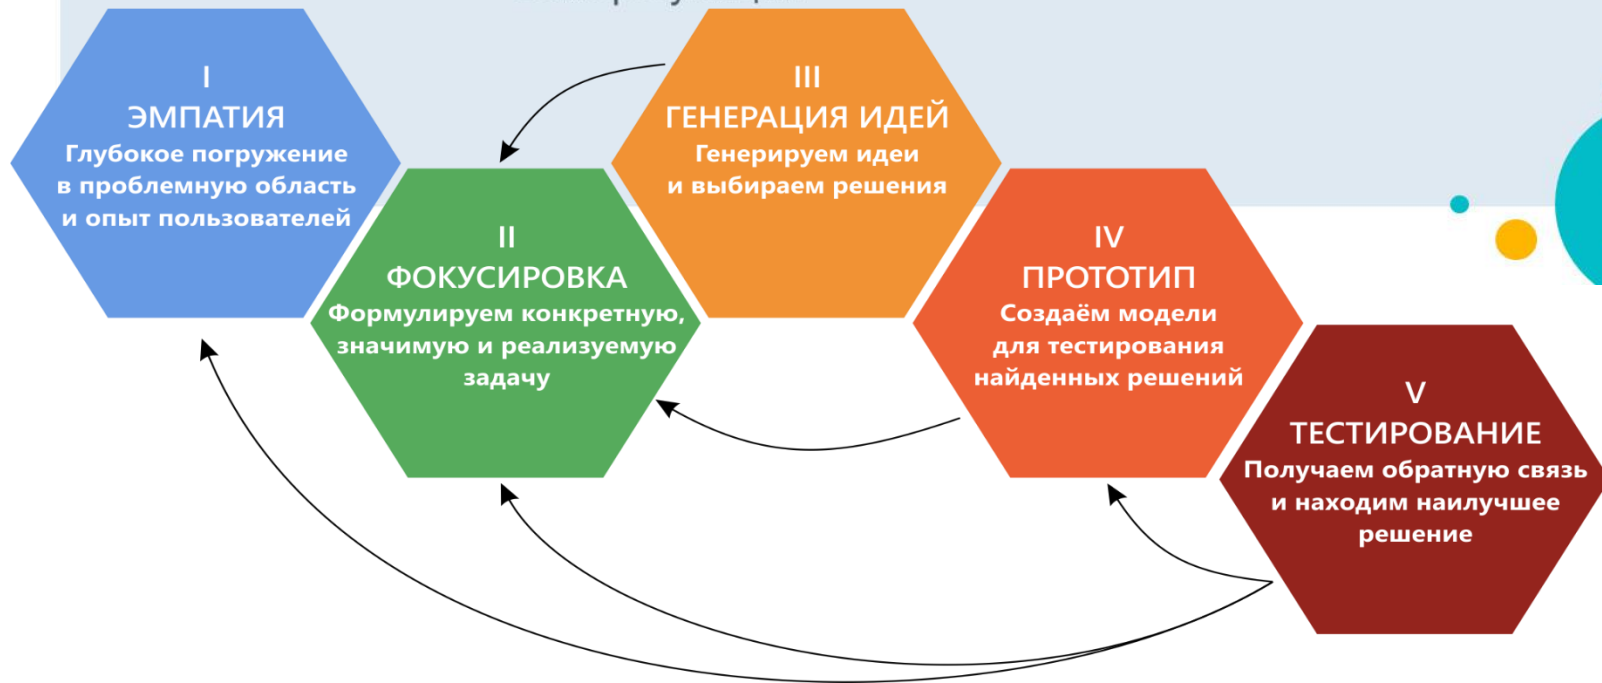 I
ЭМПАТИЯ
Глубокое погружение
в проблемную область
и опыт пользователей
II
ФОКУСИРОВКА
Формулируем конкретную,
значимую и реализуемую
задачу
III
ГЕНЕРАЦИЯ ИДЕЙ
Генерируем идеи
и выбираем решения
IV
ПРОТОТИП
Создаём модели
для тестирования
найденных решений
V
ТЕСТИРОВАНИЕ
Получаем обратную связь
и находим наилучшее
решение